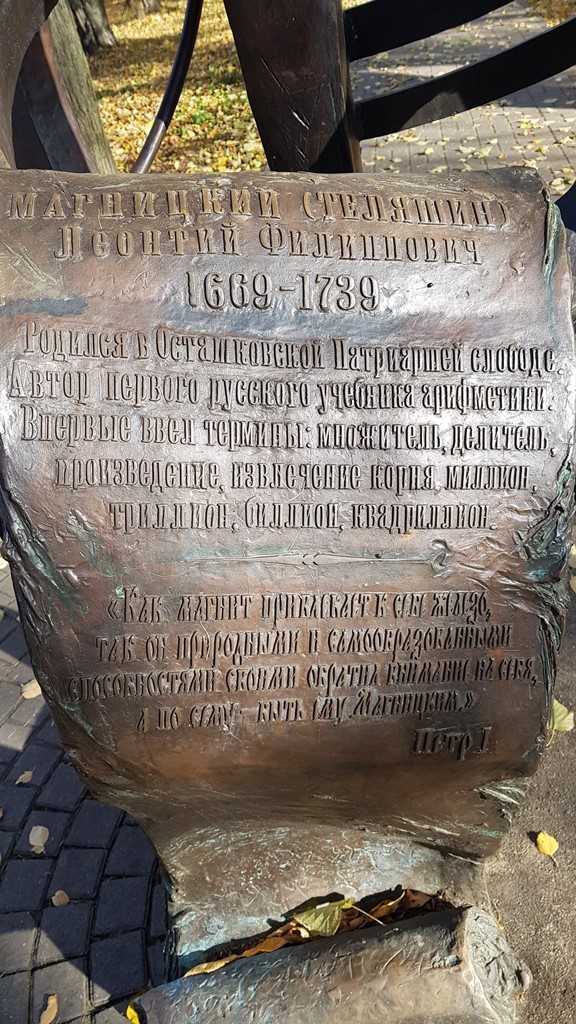 МАГНИЦКИЙ (ТЕЛЯШИН)
Леонтий Филиппович
1669-1739
Родился в Осташковской Патриаршей слободе.
Автор первого русского учебника арифметики.
Впервые ввел термины: множитель, делитель,
произведение, извлечение корня, миллион,
триллион, биллион, квадриллион.
«Как магнит привлекает к себе железо,
так он природными и самообразованными
способностями своими обратил внимание на себя,
а по сему - быть ему Магницким.»
Петр I